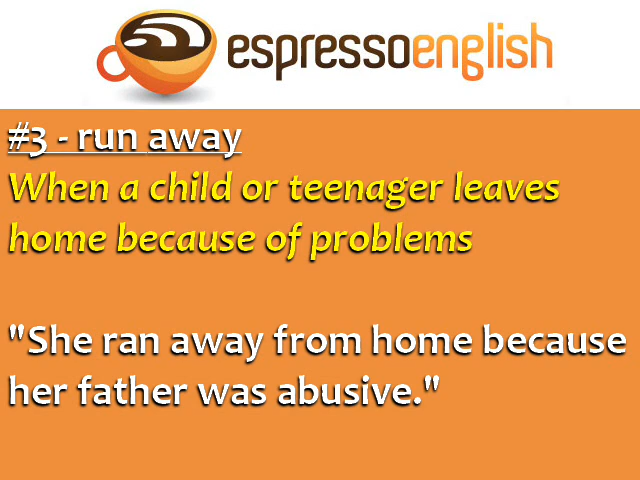 espressoenglish
#3 - run away
When a child or teenager leaves
home because of problems
"She ran away from home because
her father was abusive."